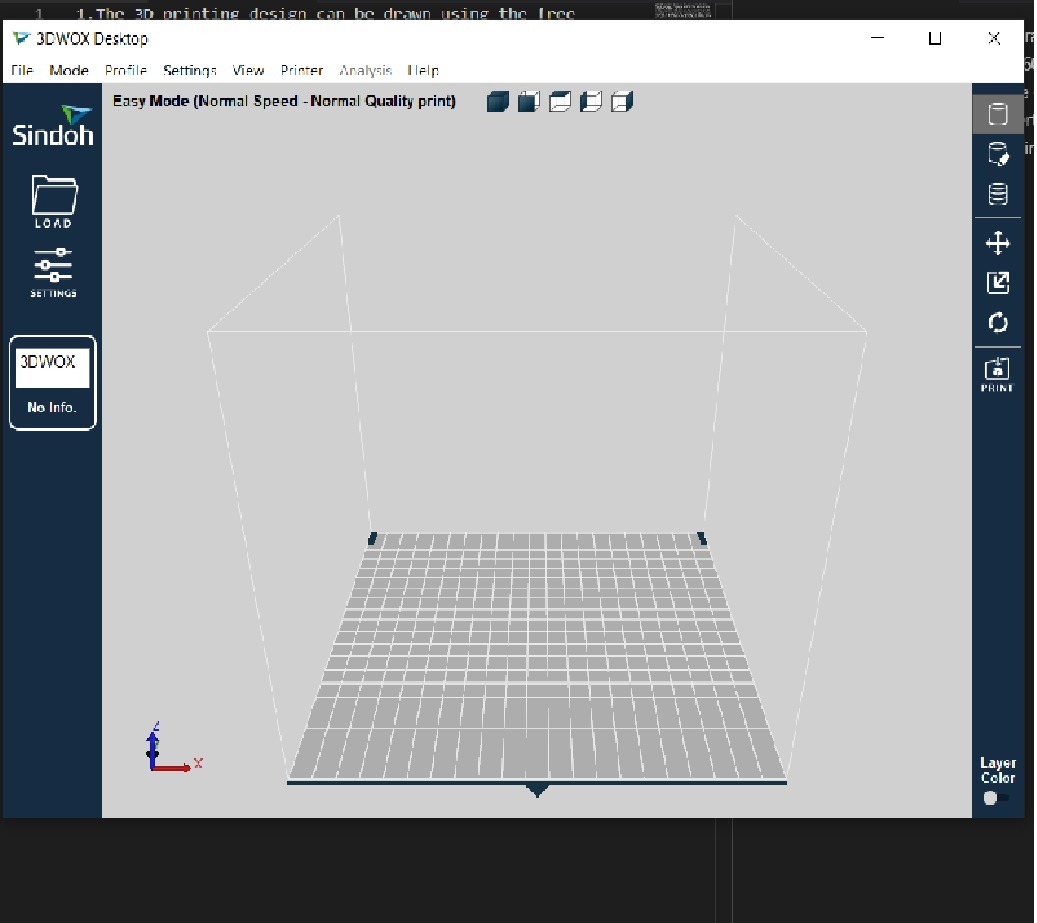 1 1.The 3D printing design can be drawn using the free
3DWOX Desktop
File Mode Profile Settings View Printer Analysis Help
Easy Mode (Normal Speed - Normal Quality print)
Sindoh
LOAD
SETTINGS
3DWOX
No Info.
PRINT
Z
X
Layer
Color